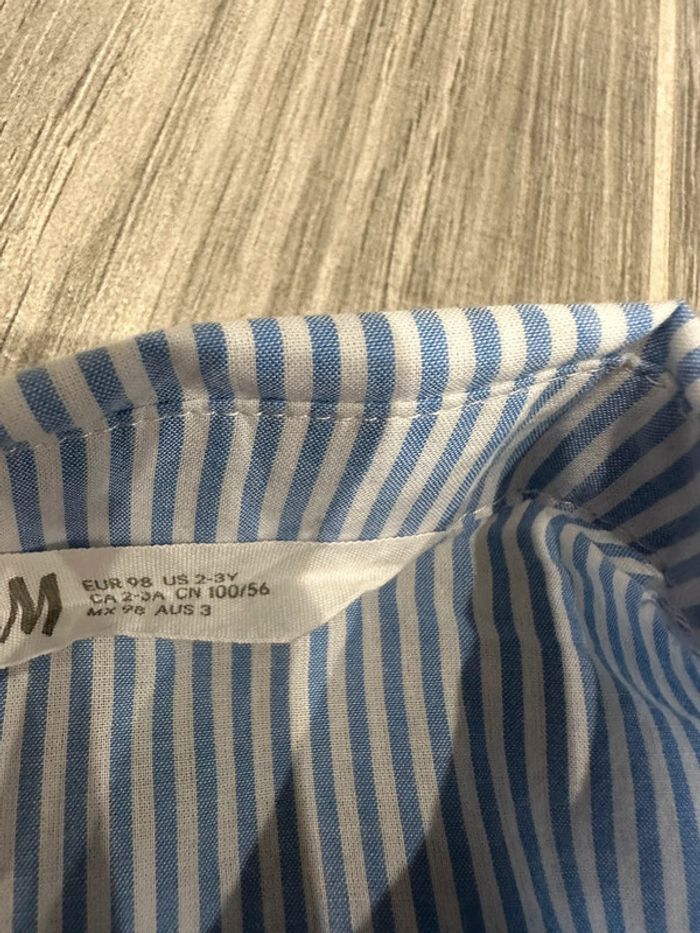 M
EUR 98 US 2-3Y
CA 2-3A CN 100/56
MX 98 AUS 3